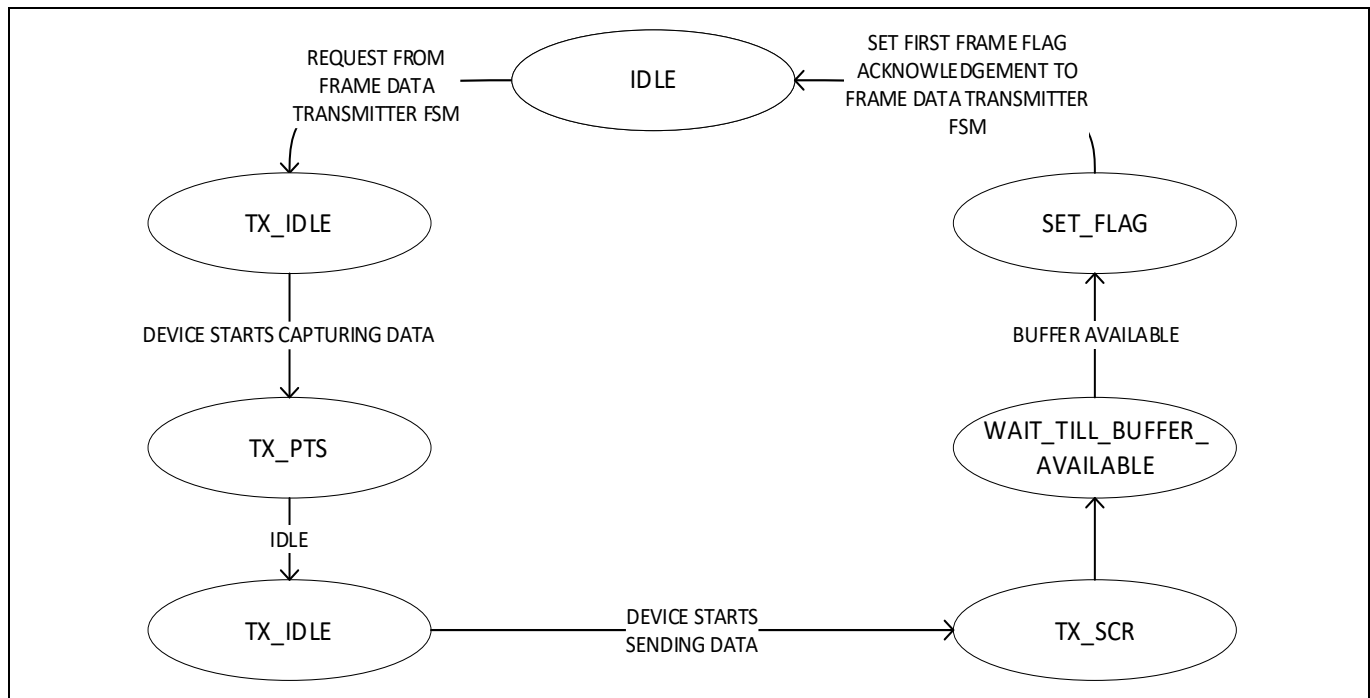 REQUEST FROM
FRAME DATA
TRANSMITTER FSM
IDLE
SET FIRST FRAME FLAG
ACKNOWLEDGEMENT TO
FRAME DATA TRANSMITTER
FSM
TX_IDLE
SET_FLAG
DEVICE STARTS CAPTURING DATA
BUFFER AVAILABLE
TX_PTS
WAIT_TILL_BUFFER_
AVAILABLE
IDLE
TX_IDLE
DEVICE STARTS
SENDING DATA
TX_SCR